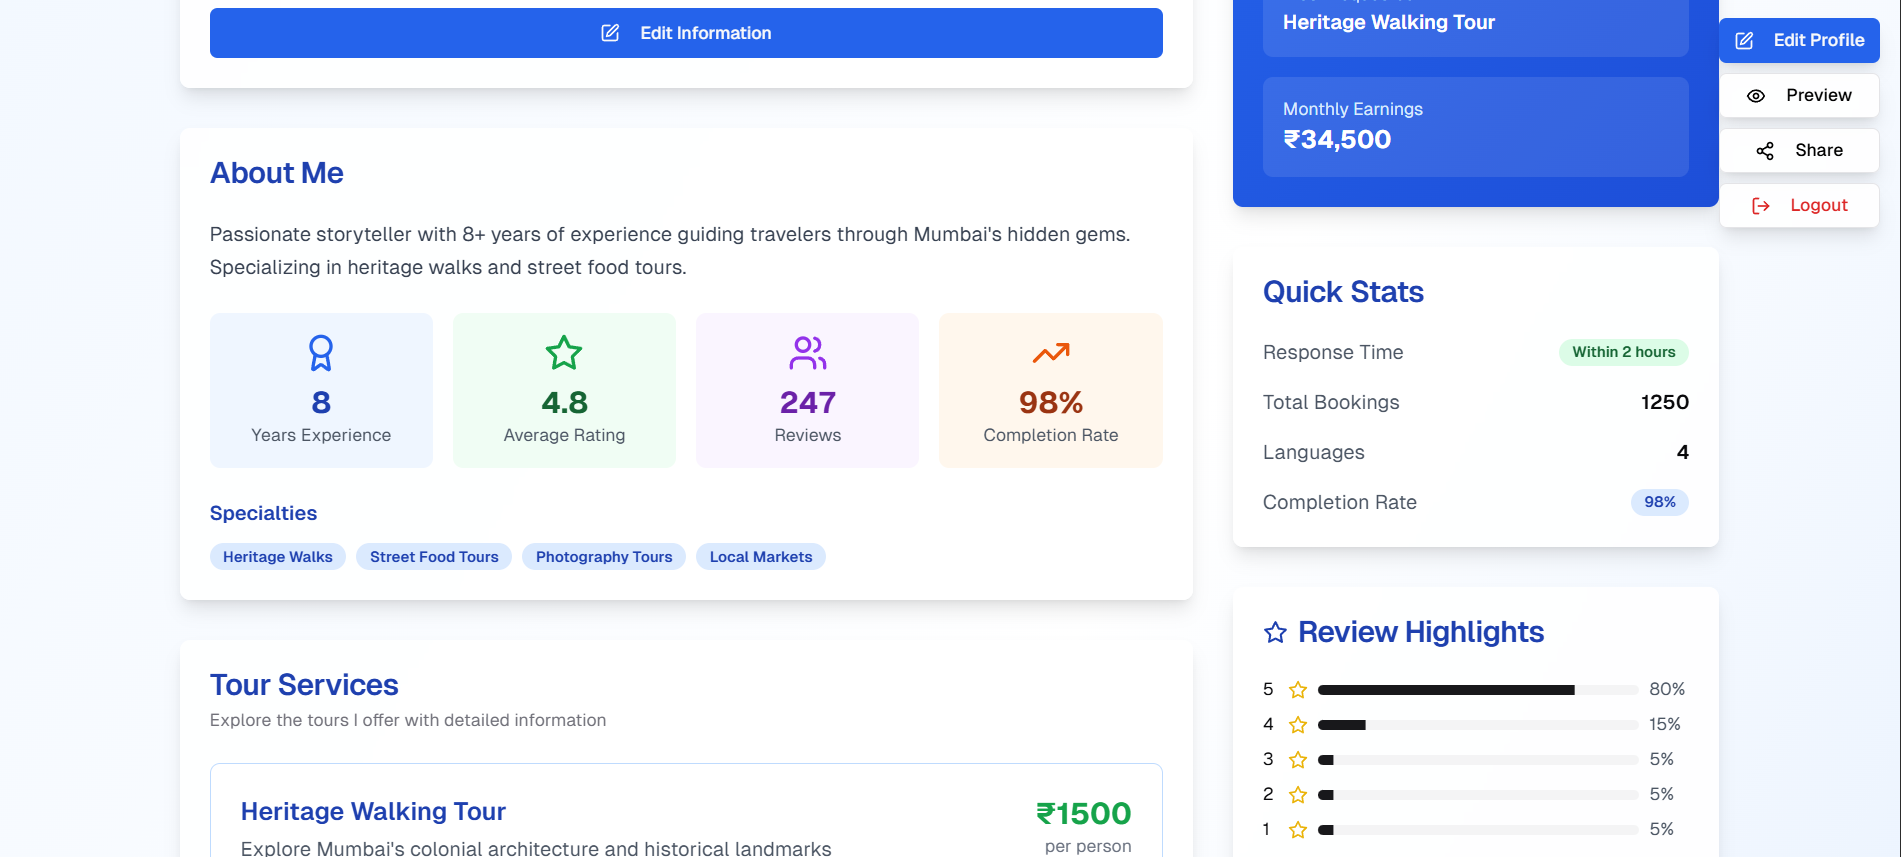 Edit Information
About Me
Passionate storyteller with 8+ years of experience guiding travelers through Mumbai's hidden gems.
Specializing in heritage walks and street food tours.
8
Years Experience
4.8
Average Rating
247
Reviews
98%
Completion Rate
Specialties
Heritage Walks
Street Food Tours
Photography Tours
Local Markets
Tour Services
Explore the tours I offer with detailed information
Heritage Walking Tour
₹1500
Explore Mumbai's colonial architecture and historical landmarks
per person
Heritage Walking Tour
Monthly Earnings
₹34,500
Quick Stats
Response Time
Within 2 hours
Total Bookings
1250
Languages
4
Completion Rate
98%
Review Highlights
5 80%
4 15%
3 5%
2 5%
1 5%
Edit Profile
Preview
Share
Logout